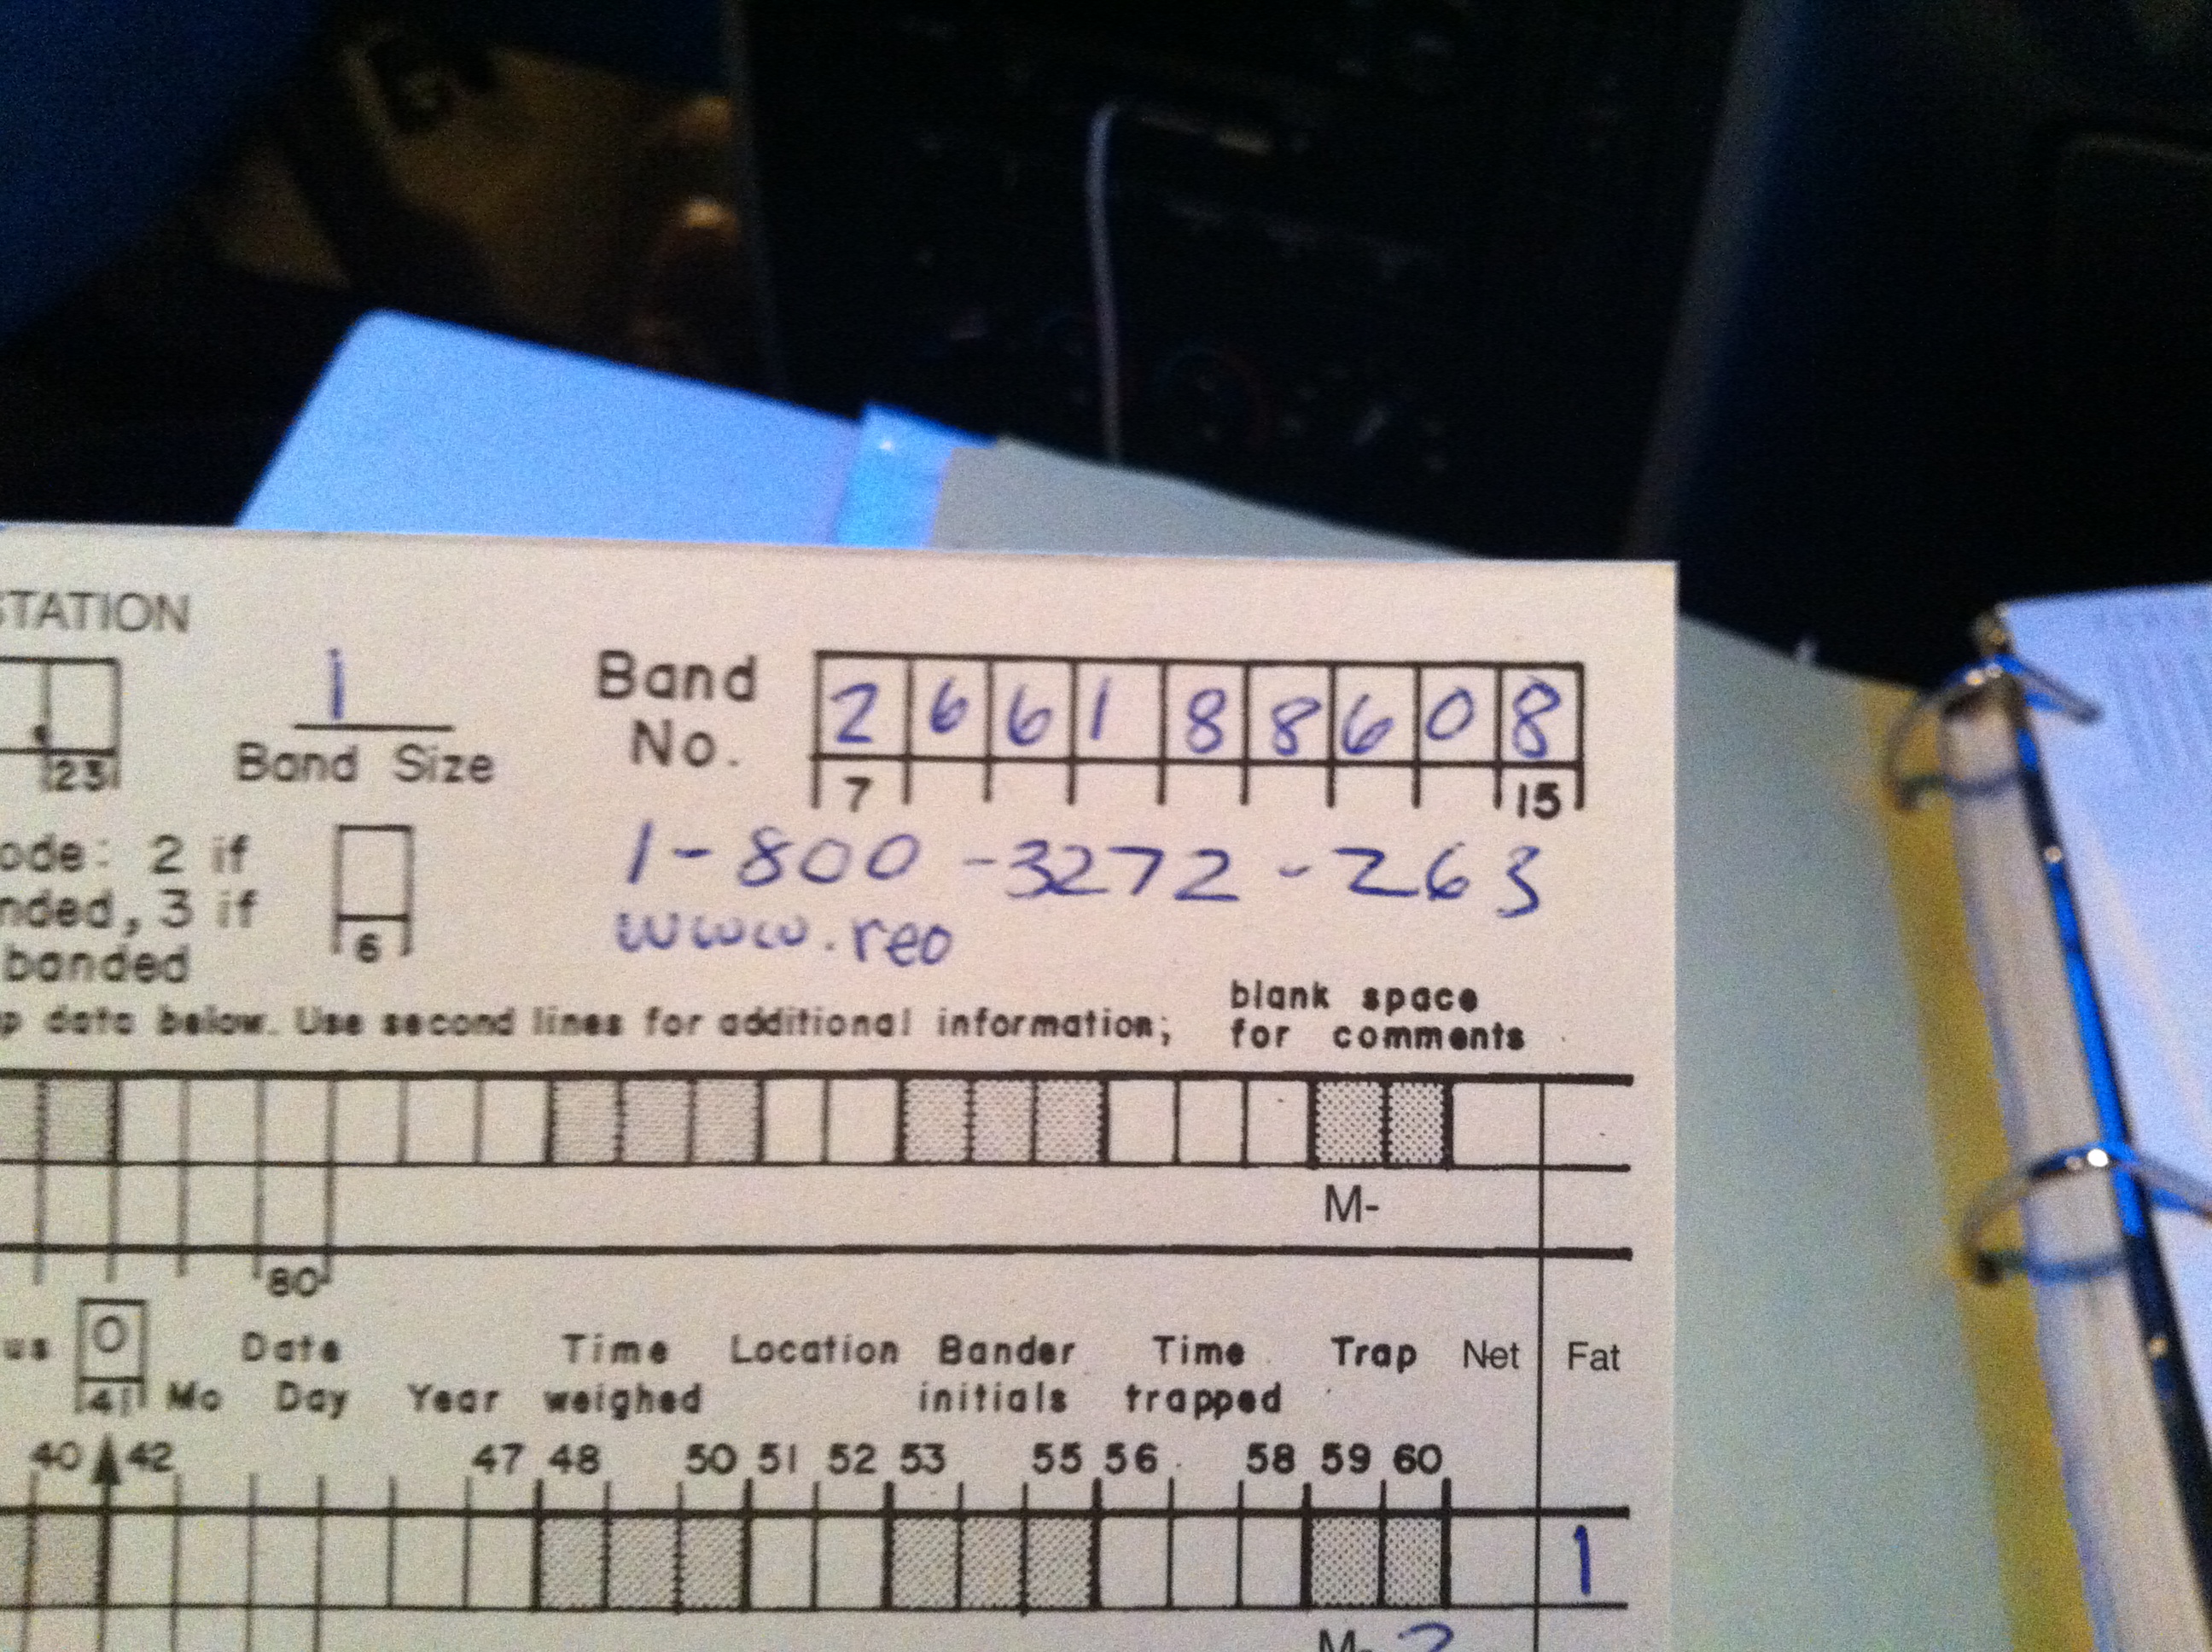 STATION
1 Band 2 6 6 1 8 8 6 0 8
23 Band Size No. 7 15
ode: 2 if 1-800-3272-263
nded, 3 if www.reo
banded 6
p data below. Use second lines for additional information; blank space
for comments
M-
80
us 0 Date Time Location Bander Time Trap Net Fat
41 Mo Day Year weighed initials trapped
40 42 47 48 50 51 52 53 55 56 58 59 60
1
M-